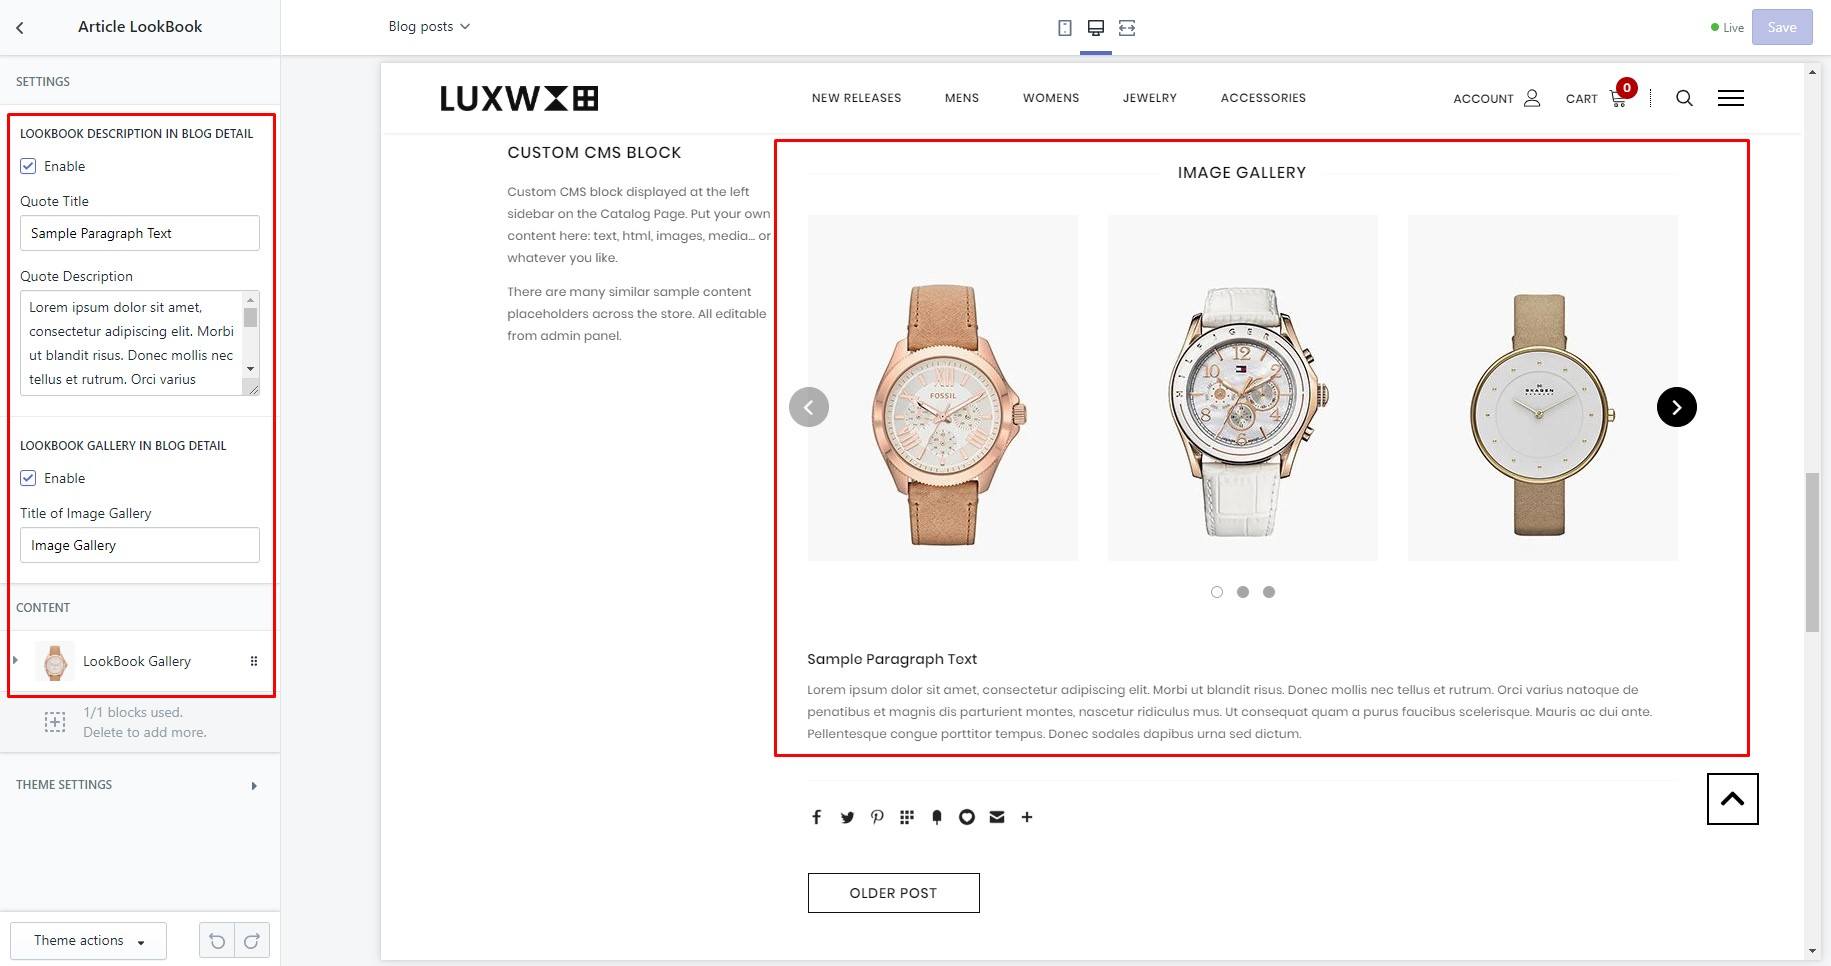 Article LookBook
Blog posts
Live
Save
SETTINGS
LOOKBOOK DESCRIPTION IN BLOG DETAIL
Enable
Quote Title
Sample Paragraph Text
Quote Description
Lorem ipsum dolor sit amet,
consectetur adipiscing elit. Morbi
ut blandit risus. Donec mollis nec
tellus et rutrum. Orci varius
LOOKBOOK GALLERY IN BLOG DETAIL
Enable
Title of Image Gallery
Image Gallery
CONTENT
LookBook Gallery
1/1 blocks used.
Delete to add more.
THEME SETTINGS
Theme actions
LUXW
NEW RELEASES
MENS
WOMENS
JEWELRY
ACCESSORIES
ACCOUNT
CART
0
CUSTOM CMS BLOCK
Custom CMS block displayed at the left
sidebar on the Catalog Page. Put your own
content here: text, html, images, media... or
whatever you like.
There are many similar sample content
placeholders across the store. All editable
from admin panel.
IMAGE GALLERY
FOSSIL
12
10
2
8
4
6
SKAGEN
Sample Paragraph Text
Lorem ipsum dolor sit amet, consectetur adipiscing elit. Morbi ut blandit risus. Donec mollis nec tellus et rutrum. Orci varius natoque de
penatibus et magnis dis parturient montes, nascetur ridiculus mus. Ut consequat quam a purus faucibus scelerisque. Mauris ac dui ante.
Pellentesque congue porttitor tempus. Donec sodales dapibus urna sed dictum.
OLDER POST